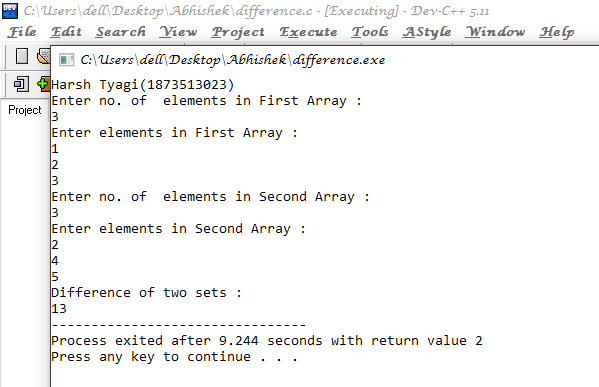 C:\Users\dell\Desktop\Abhishek\difference.c - [Executing] - Dev-C++ 5.11
File Edit Search View Project Execute Tools AStyle Window Help
C:\Users\dell\Desktop\Abhishek\difference.exe
Project
Harsh Tyagi(1873513023)
Enter no. of  elements in First Array :
3
Enter elements in First Array :
1
2
3
Enter no. of  elements in Second Array :
3
Enter elements in Second Array :
2
4
5
Difference of two sets :
13
--------------------------------
Process exited after 9.244 seconds with return value 2
Press any key to continue . . .